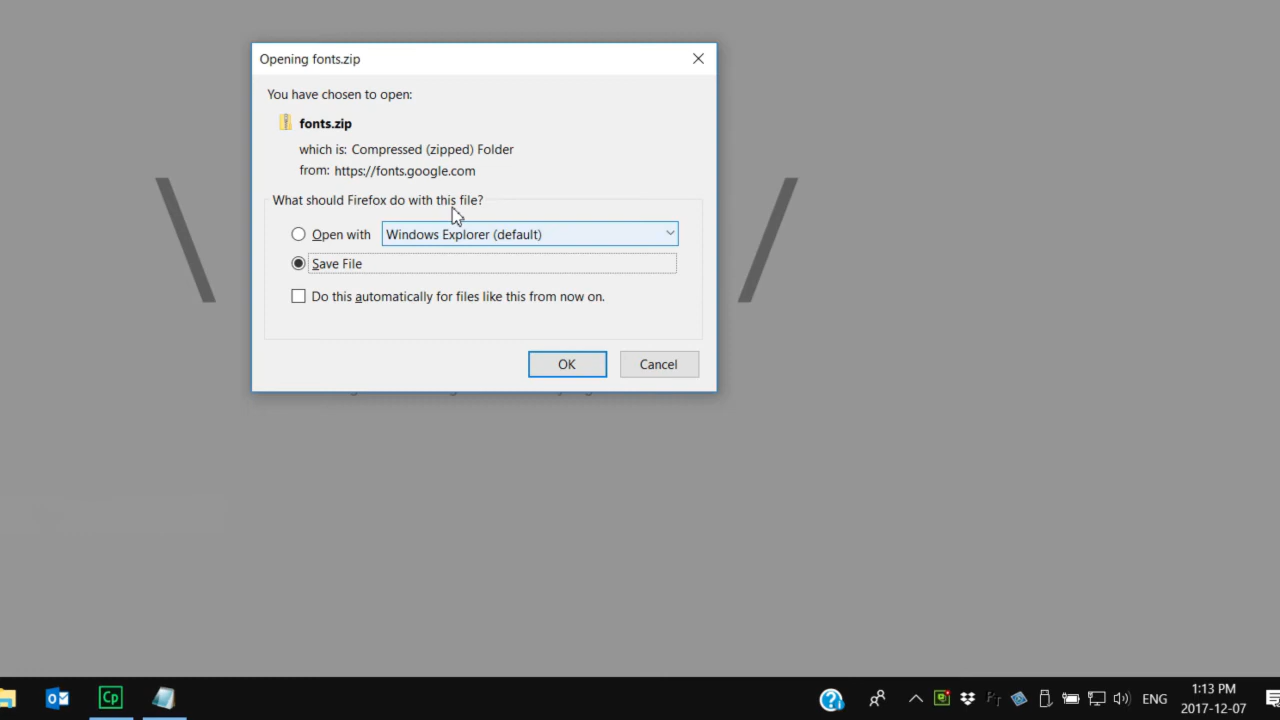 Opening fonts.zip
You have chosen to open:
fonts.zip
which is: Compressed (zipped) Folder
from: https://fonts.google.com
What should Firefox do with this file?
Open with Windows Explorer (default)
Save File
Do this automatically for files like this from now on.
OK Cancel
\ /
Cp
ENG
1:13 PM
2017-12-07